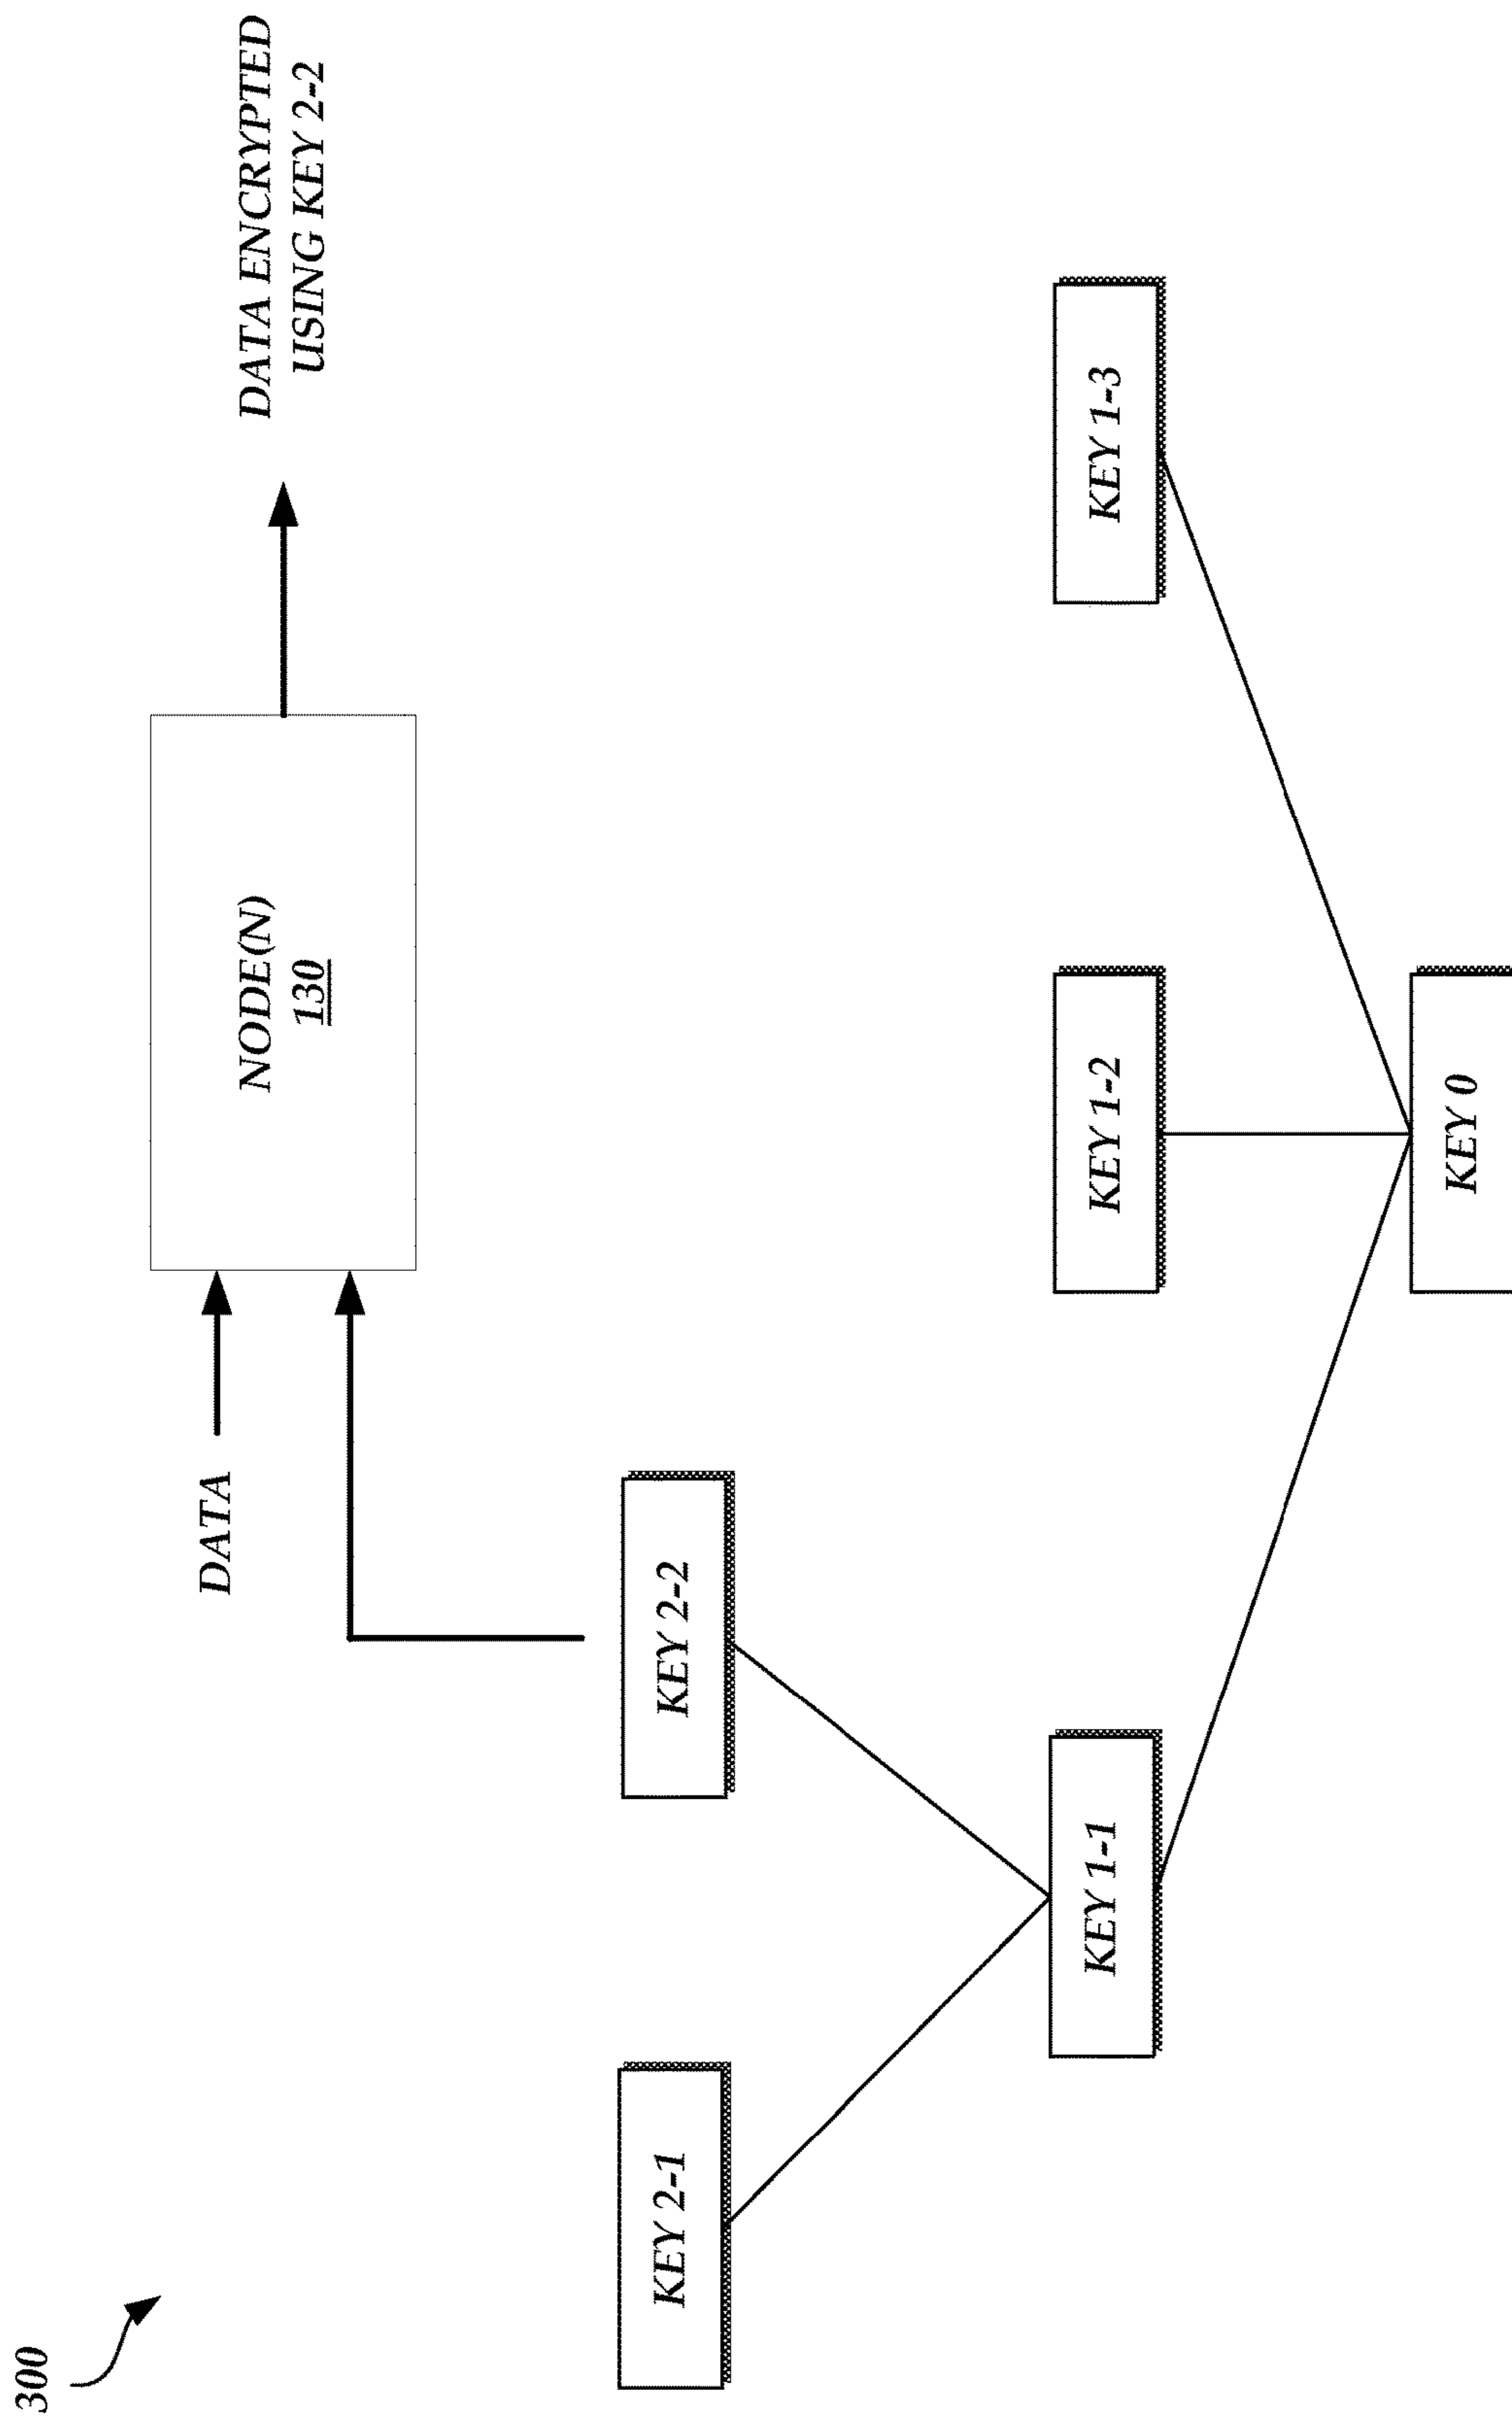 300
DATA
NODE(N)
130
DATA ENCRYPTED
USING KEY 2-2
KEY 2-1
KEY 2-2
KEY 1-1
KEY 1-2
KEY 1-3
KEY 0